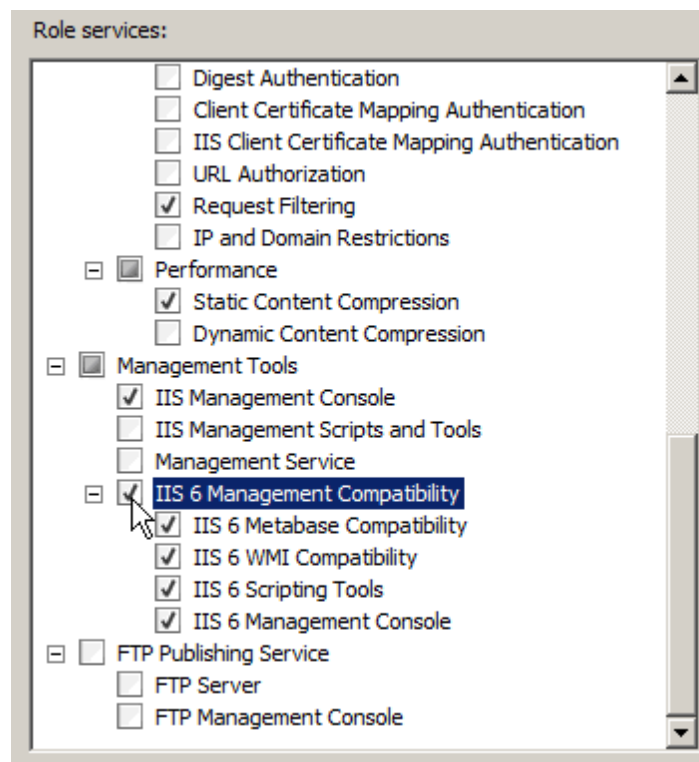 Role services:
Digest Authentication
Client Certificate Mapping Authentication
IIS Client Certificate Mapping Authentication
URL Authorization
Request Filtering
IP and Domain Restrictions
Performance
Static Content Compression
Dynamic Content Compression
Management Tools
IIS Management Console
IIS Management Scripts and Tools
Management Service
IIS 6 Management Compatibility
IIS 6 Metabase Compatibility
IIS 6 WMI Compatibility
IIS 6 Scripting Tools
IIS 6 Management Console
FTP Publishing Service
FTP Server
FTP Management Console